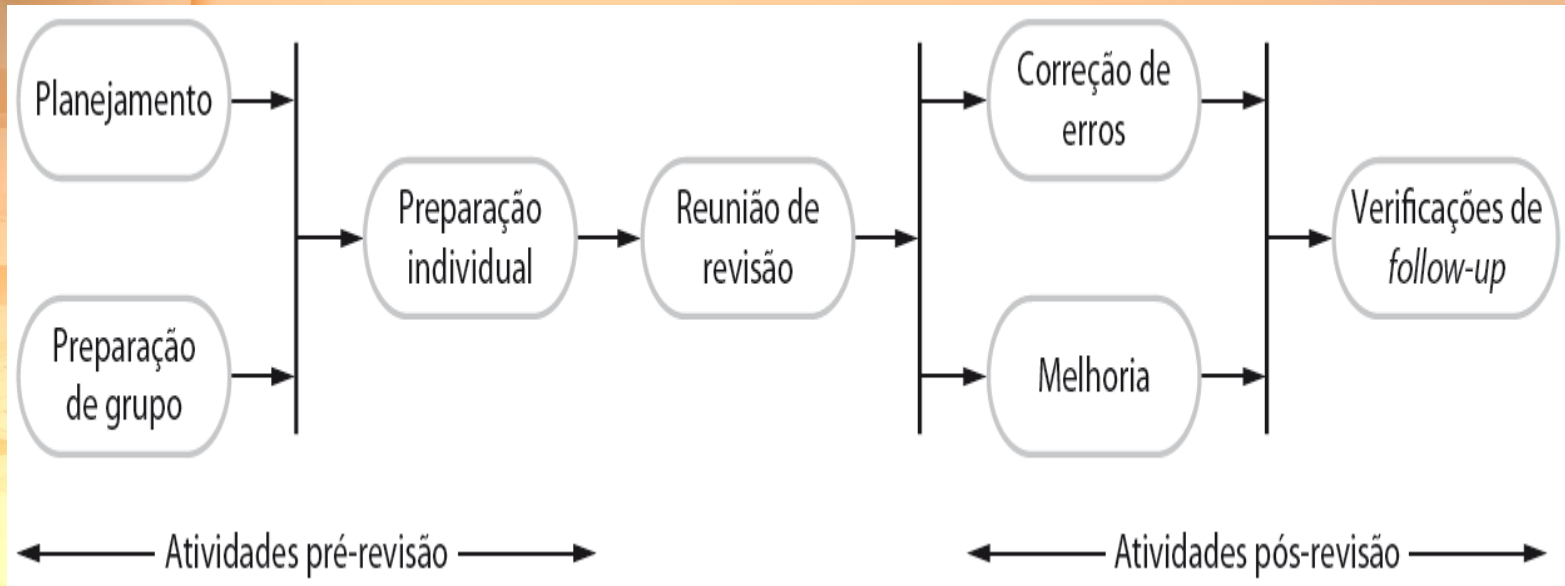 Planejamento
Preparação
de grupo
Preparação
individual
Reunião de
revisão
Correção de
erros
Melhoria
Verificações de
follow-up
Atividades pré-revisão
Atividades pós-revisão